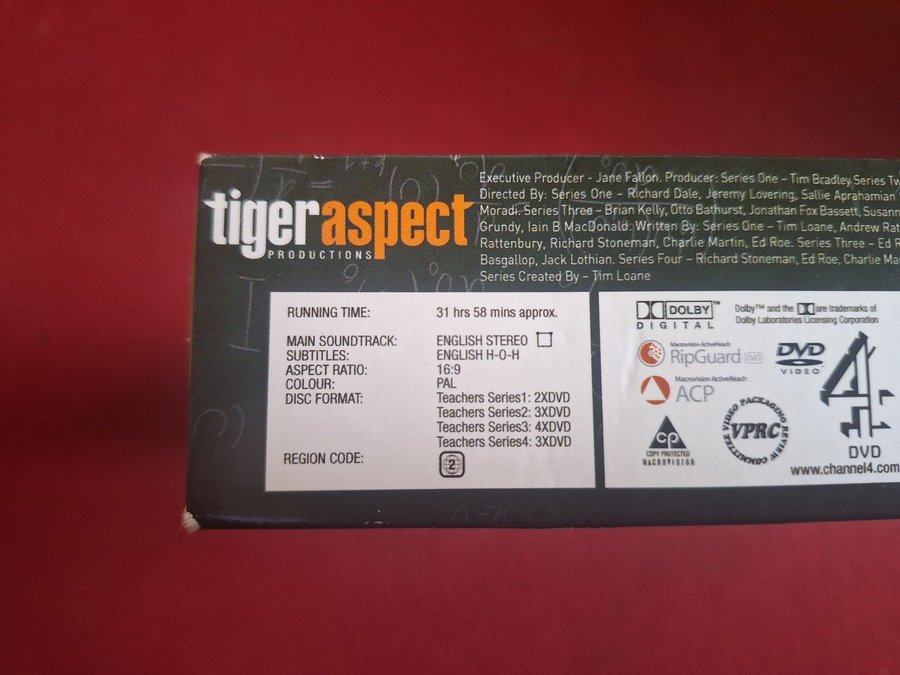 tigeraspect
PRODUCTIONS
Executive Producer - Jane Fallon. Producer: Series One – Tim Bradley Series Tw
Directed By: Series One – Richard Dale, Jeremy Lovering, Sallie Aprahamian
Moradi. Series Three – Brian Kelly, Otto Bathurst, Jonathan Fox Bassett, Susann
Grundy, Iain B MacDonald. Written By: Series One – Tim Loane, Andrew Rat
Rattenbury, Richard Stoneman, Charlie Martin, Ed Roe. Series Three - Ed R
Basgallop, Jack Lothian. Series Four – Richard Stoneman, Ed Roe, Charlie Mar
Series Created By – Tim Loane
RUNNING TIME: 31 hrs 58 mins approx.
MAIN SOUNDTRACK: ENGLISH STEREO
SUBTITLES: ENGLISH H-O-H
ASPECT RATIO: 16:9
COLOUR: PAL
DISC FORMAT: Teachers Series1: 2XDVD
Teachers Series2: 3XDVD
Teachers Series3: 4XDVD
Teachers Series4: 3XDVD
REGION CODE: 2
DOLBY™
DIGITAL
Dolby™ and the are trademarks of
Dolby Laboratories Licensing Corporation
Macrovision ActiveReach
RipGuard DVD
Macrovision ActiveReach
ACP
DVD
VIDEO
cp
COPY PROTECTED
MACROVISION
VIDEO PACKAGING REVIEW COMMITTEE
VPRC
4
DVD
www.channel4.com